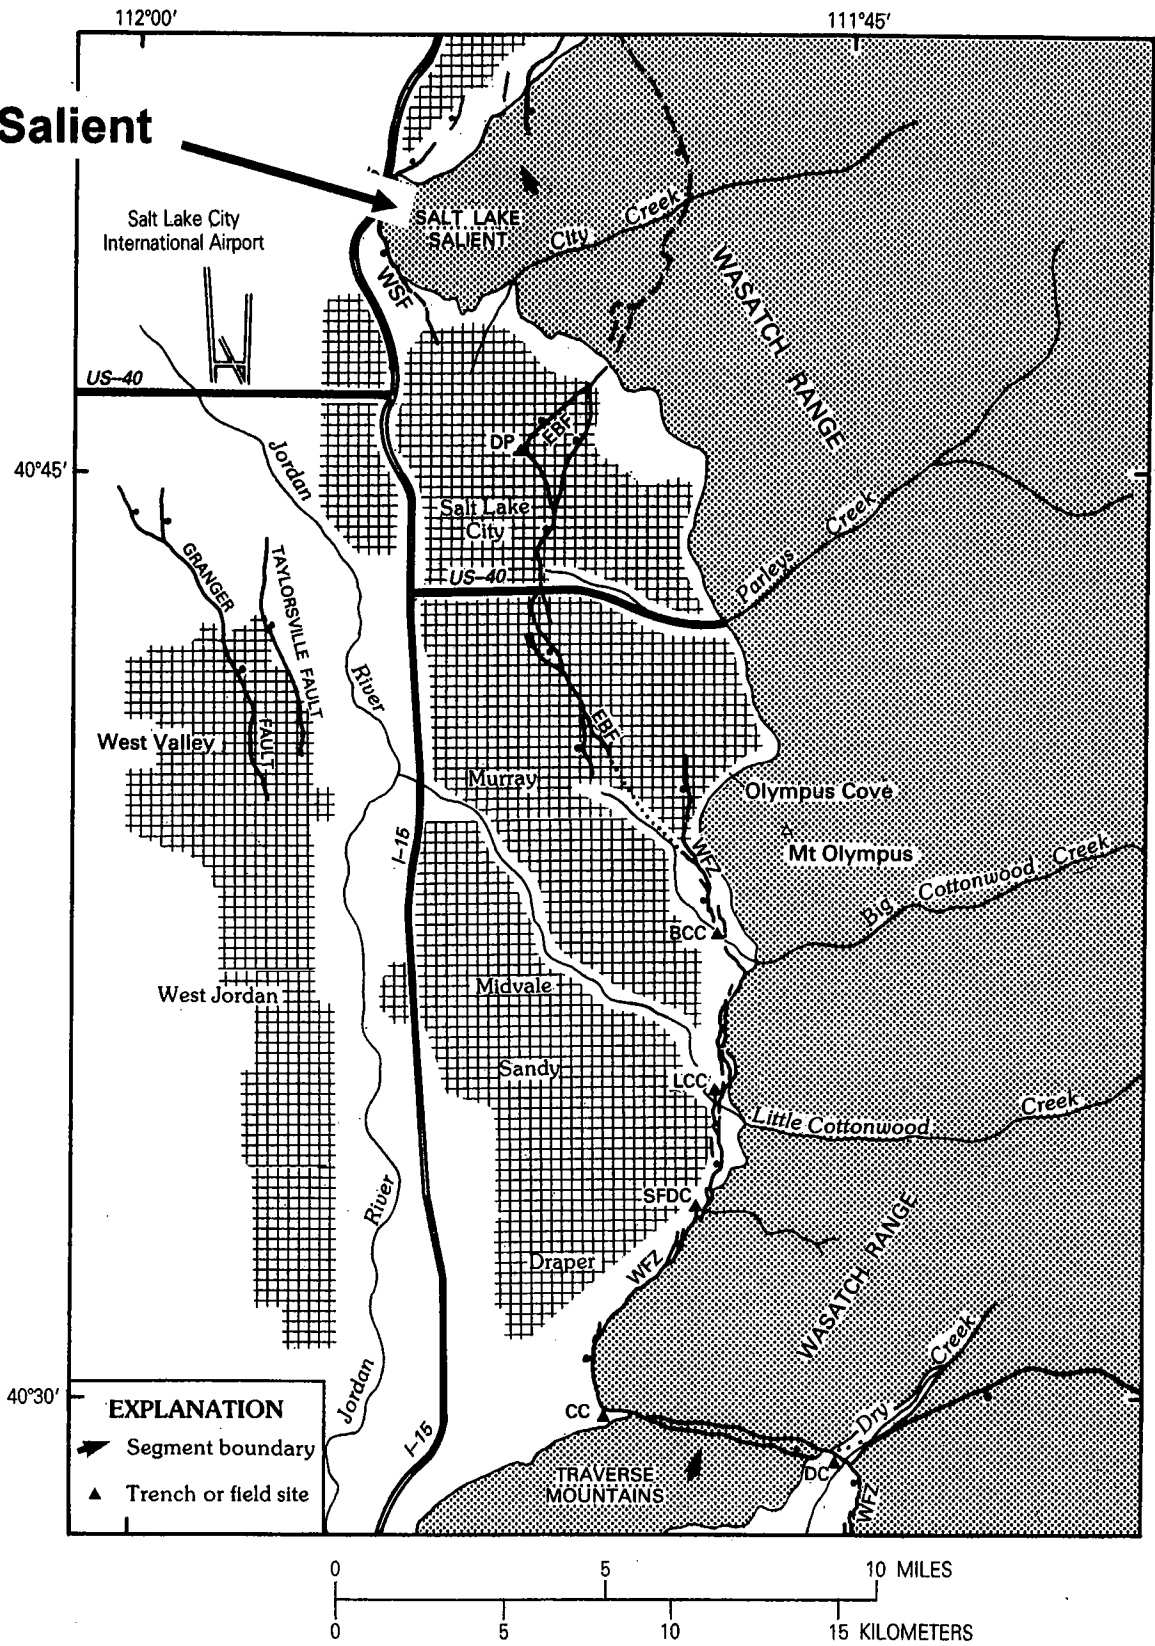 112°00'
111°45'
Salient
Salt Lake City
International Airport
SALT LAKE
SALIENT
City
Creek
WSF
WASATCH RANGE
US-40
DP
EBF
Jordan
40°45'
Salt Lake
City
Parleys
Creek
US-40
GRANGER
FAULT
TAYLORSVILLE FAULT
River
EBF
West Valley
Murray
Olympus Cove
Mt Olympus
WFZ
I-15
Big Cottonwood Creek
BCC
West Jordan
Midvale
Sandy
LCC
Little Cottonwood
Creek
River
SFDC
Draper
WFZ
WASATCH RANGE
Creek
Dry
Jordan
40°30'
CC
I-15
TRAVERSE
MOUNTAINS
DC
WFZ
EXPLANATION
Segment boundary
Trench or field site
0 5 10 MILES
0 5 10 15 KILOMETERS